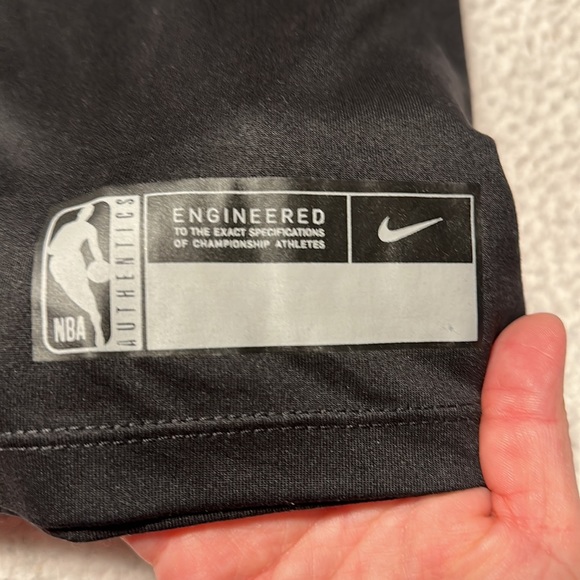 NBA
AUTHENTICS
ENGINEERED
TO THE EXACT SPECIFICATIONS
OF CHAMPIONSHIP ATHLETES